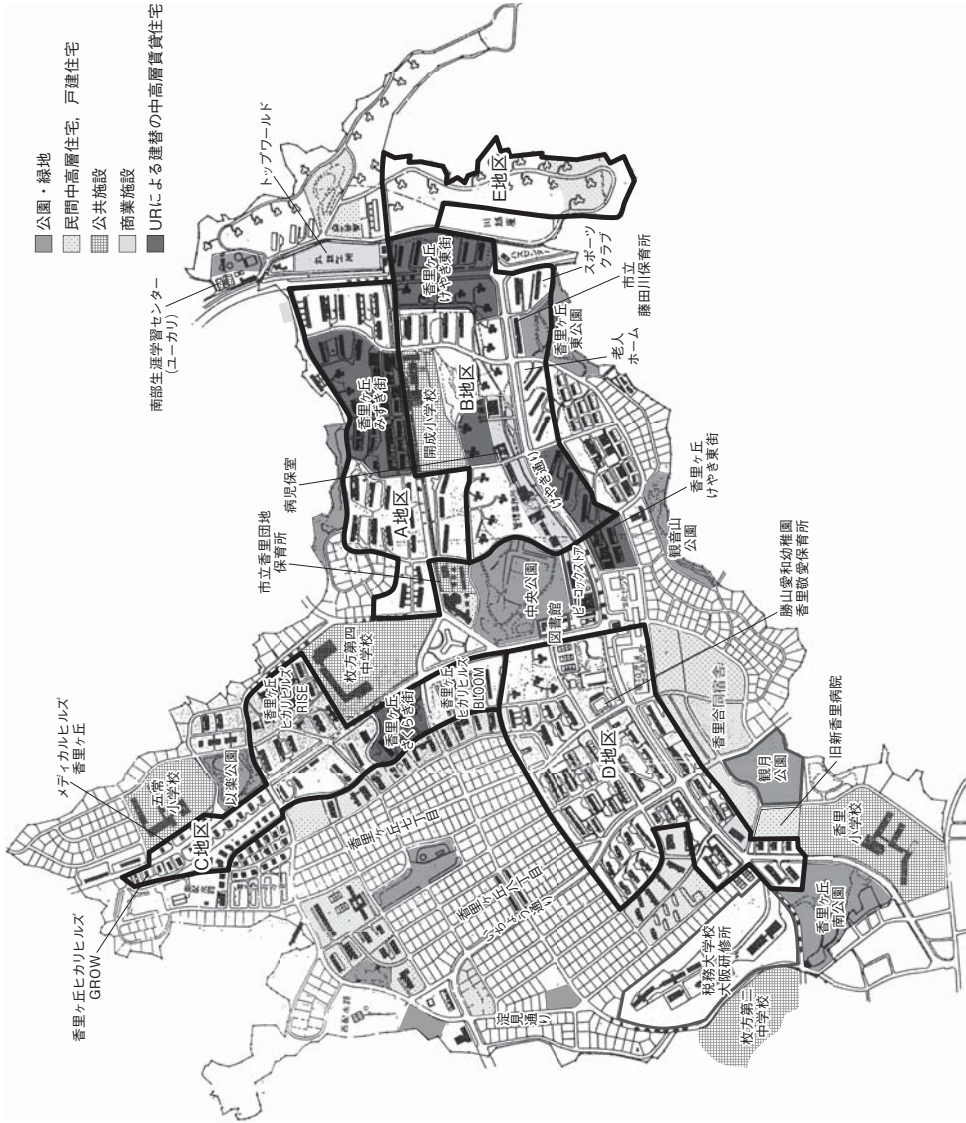 公園・緑地
民間中高層住宅，戸建住宅
公共施設
商業施設
URによる建替の中高層賃貸住宅
トップワールド
南部生涯学習センター
(ユーカリ)
E地区
香里ヶ丘
けやき東街
スポーツ
クラブ
市立
藤田川保育所
香里ヶ丘
東公園
老人
ホーム
B地区
開成小学校
香里ヶ丘
みずき街
病児保室
A地区
市立香里団地
保育所
けやき通り
香里ヶ丘
けやき東街
観音山
公園
中央公園
ピーコックストア
図書館
勝山愛和幼稚園
香里敬愛保育所
枚方第四
中学校
香里ヶ丘
ヒカリヒルズ
RISE
香里ヶ丘
さくらぎ街
香里ヶ丘
ヒカリヒルズ
BLOOM
メディカルヒルズ
香里ヶ丘
五常
小学校
以楽公園
C地区
香里ヶ丘ヒカリヒルズ
GROW
香里ヶ丘七丁目
香里ヶ丘八丁目
いちょう通り
D地区
香里合同宿舎
観月
公園
旧新香里病院
香里
小学校
香里ヶ丘
南公園
税務大学校
大阪研修所
枚方第二
中学校
淀見
通り